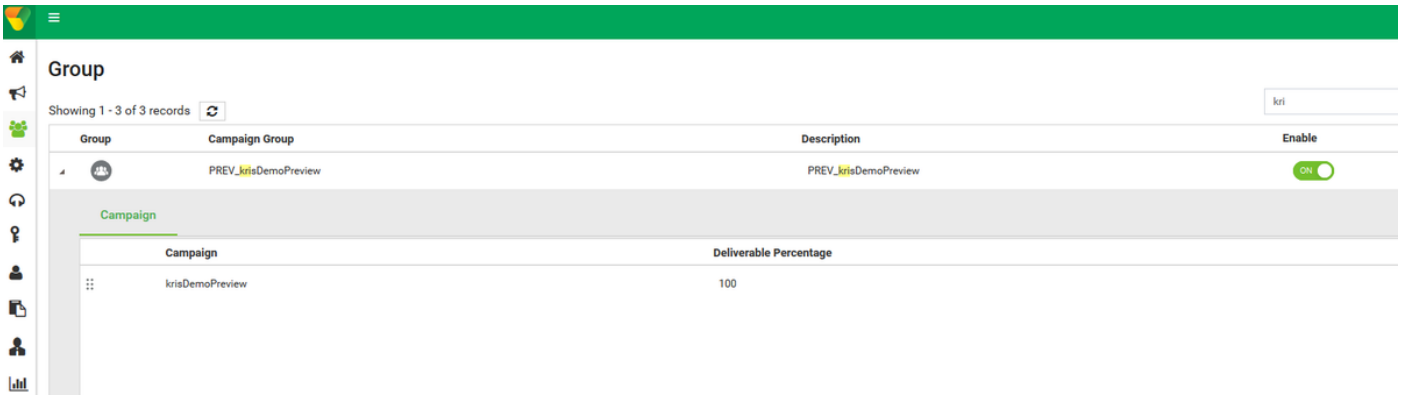 Group
Showing 1 - 3 of 3 records
kri
Group Campaign Group Description Enable
PREV_krisDemoPreview PREV_krisDemoPreview ON
Campaign
Campaign Deliverable Percentage
krisDemoPreview 100